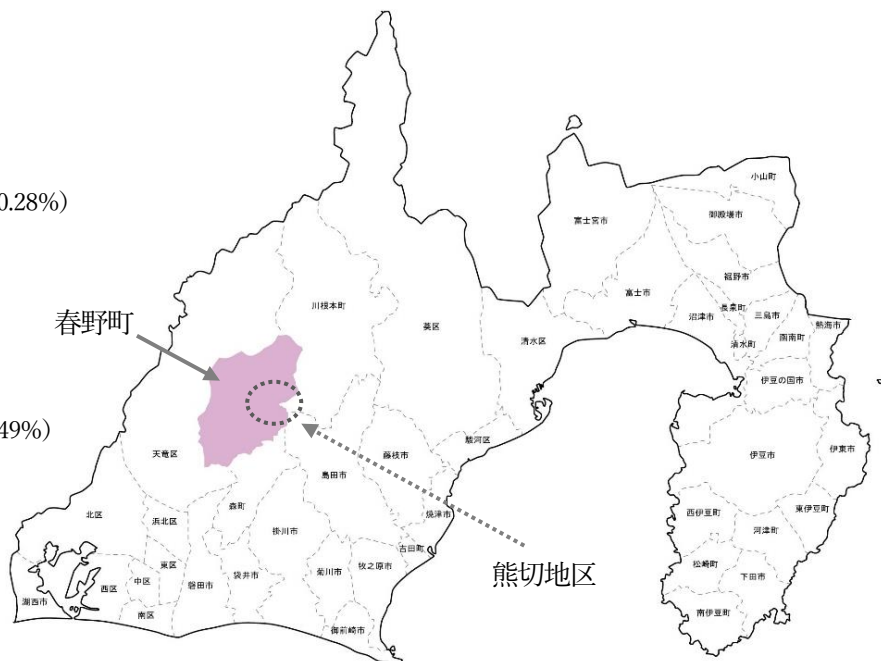 0.28%)
49%)
春野町
熊切地区
小山町
御殿場市
富士宮市
裾野市
富士市
長泉町
沼津市
三島市
熱海市
函南町
清水町
伊豆の国市
川根本町
葵区
清水区
駿河区
伊豆市
伊東市
天竜区
藤枝市
島田市
西伊豆町
東伊豆町
河津町
北区
浜北区
森町
掛川市
焼津市
吉田町
松崎町
下田市
東区
中区
西区
磐田市
袋井市
菊川市
牧之原市
湖西市
南区
御前崎市
南伊豆町